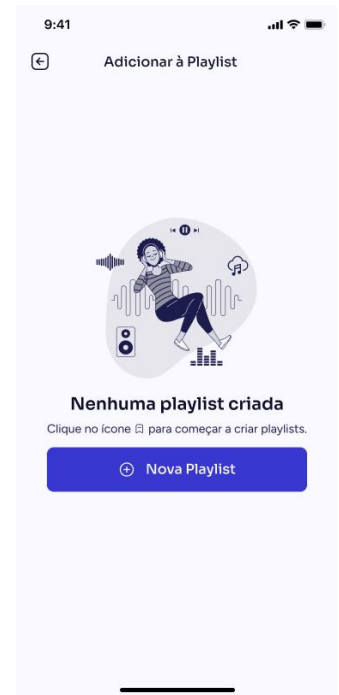 9:41
Adicionar à Playlist
Nenhuma playlist criada
Clique no ícone para começar a criar playlists.
Nova Playlist